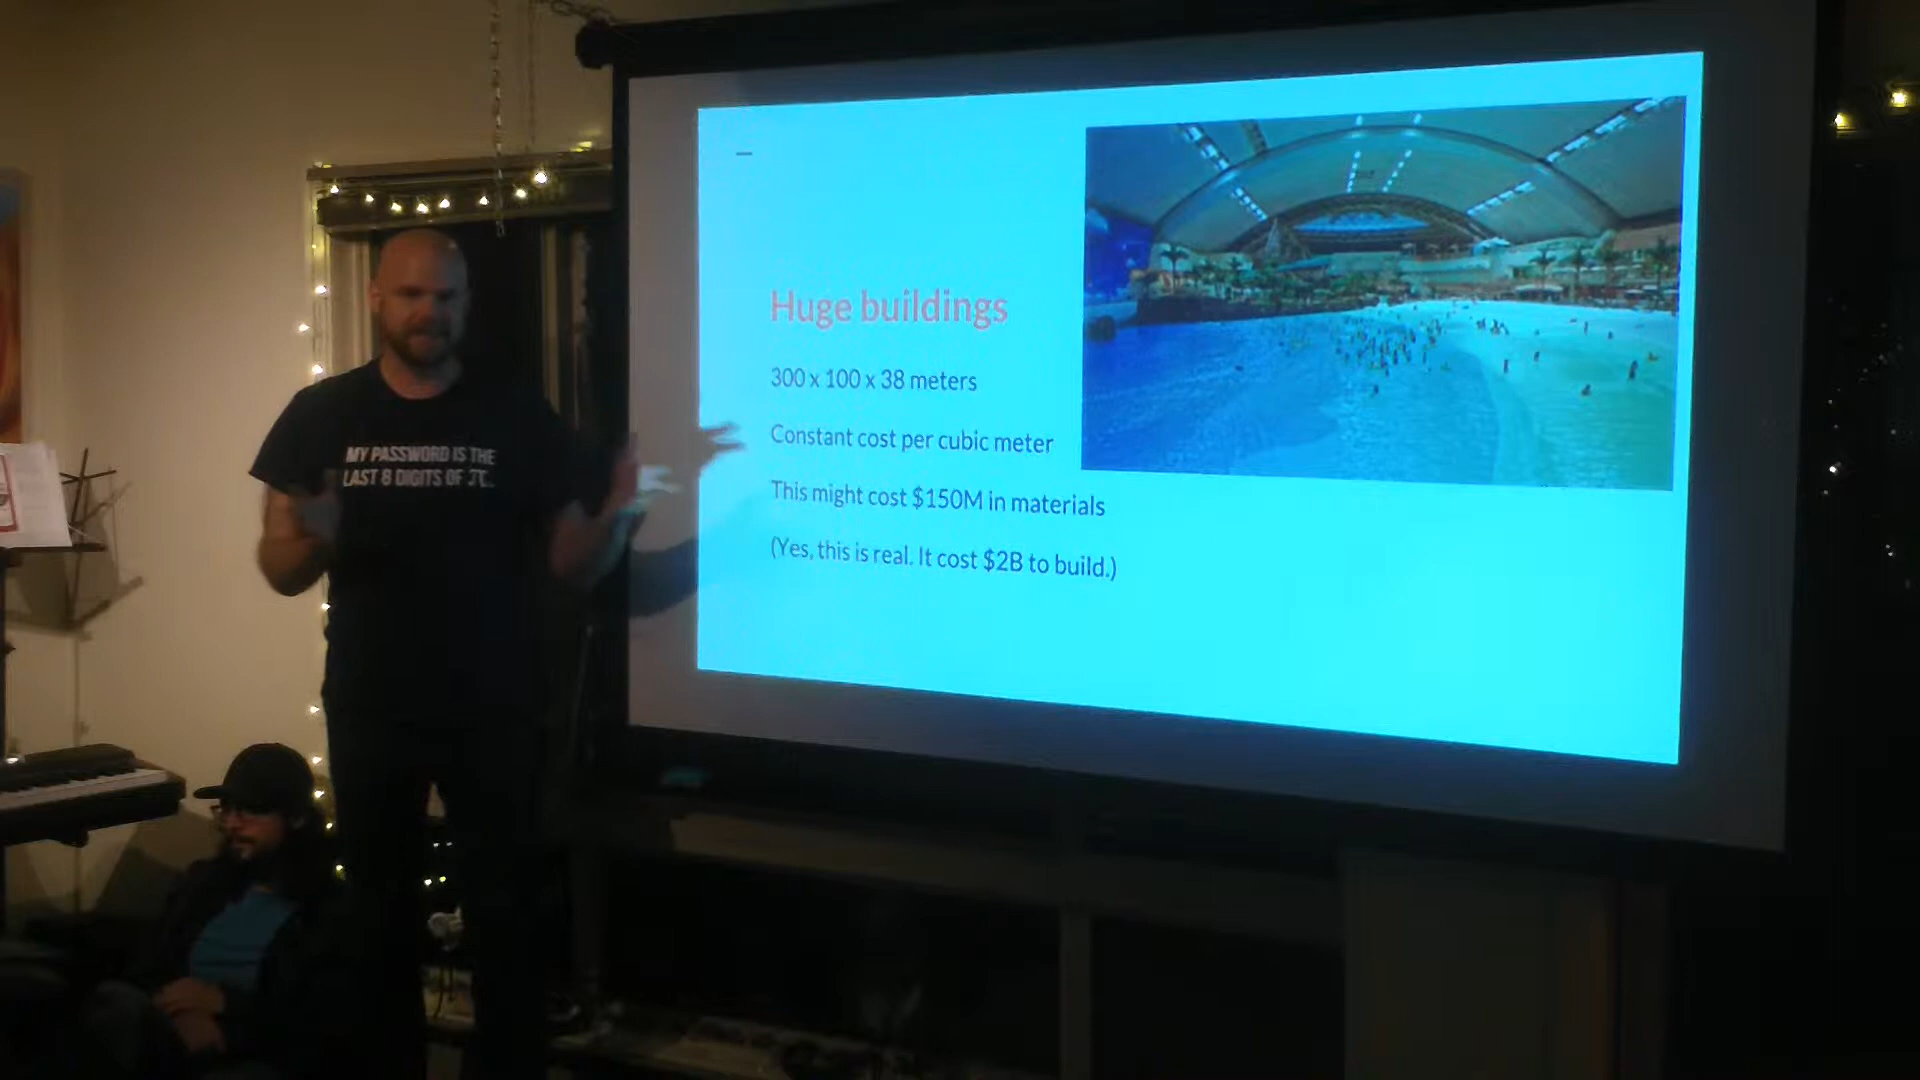 MY PASSWORD IS THE
LAST 8 DIGITS OF π.
Huge buildings
300 x 100 x 38 meters
Constant cost per cubic meter
This might cost $150M in materials
(Yes, this is real. It cost $2B to build.)